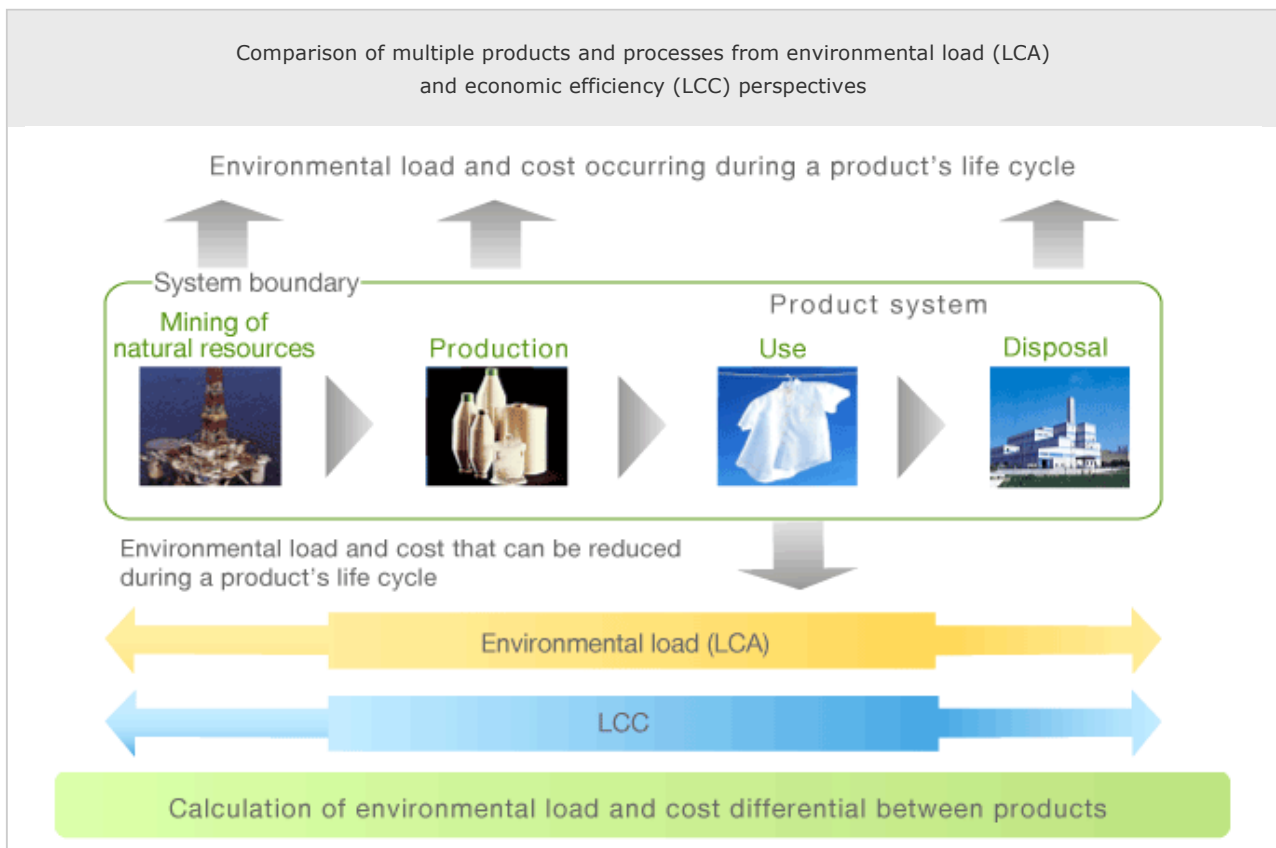 Comparison of multiple products and processes from environmental load (LCA)
and economic efficiency (LCC) perspectives
Environmental load and cost occurring during a product's life cycle
System boundary
Product system
Mining of
natural resources
Production
Use
Disposal
Environmental load and cost that can be reduced
during a product's life cycle
Environmental load (LCA)
LCC
Calculation of environmental load and cost differential between products